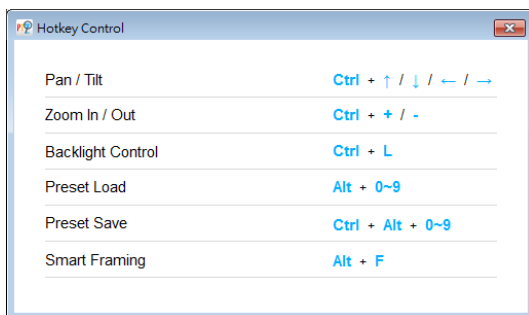 Hotkey Control
Pan / Tilt Ctrl + ↑ / ↓ / ← / →
Zoom In / Out Ctrl + + / -
Backlight Control Ctrl + L
Preset Load Alt + 0~9
Preset Save Ctrl + Alt + 0~9
Smart Framing Alt + F